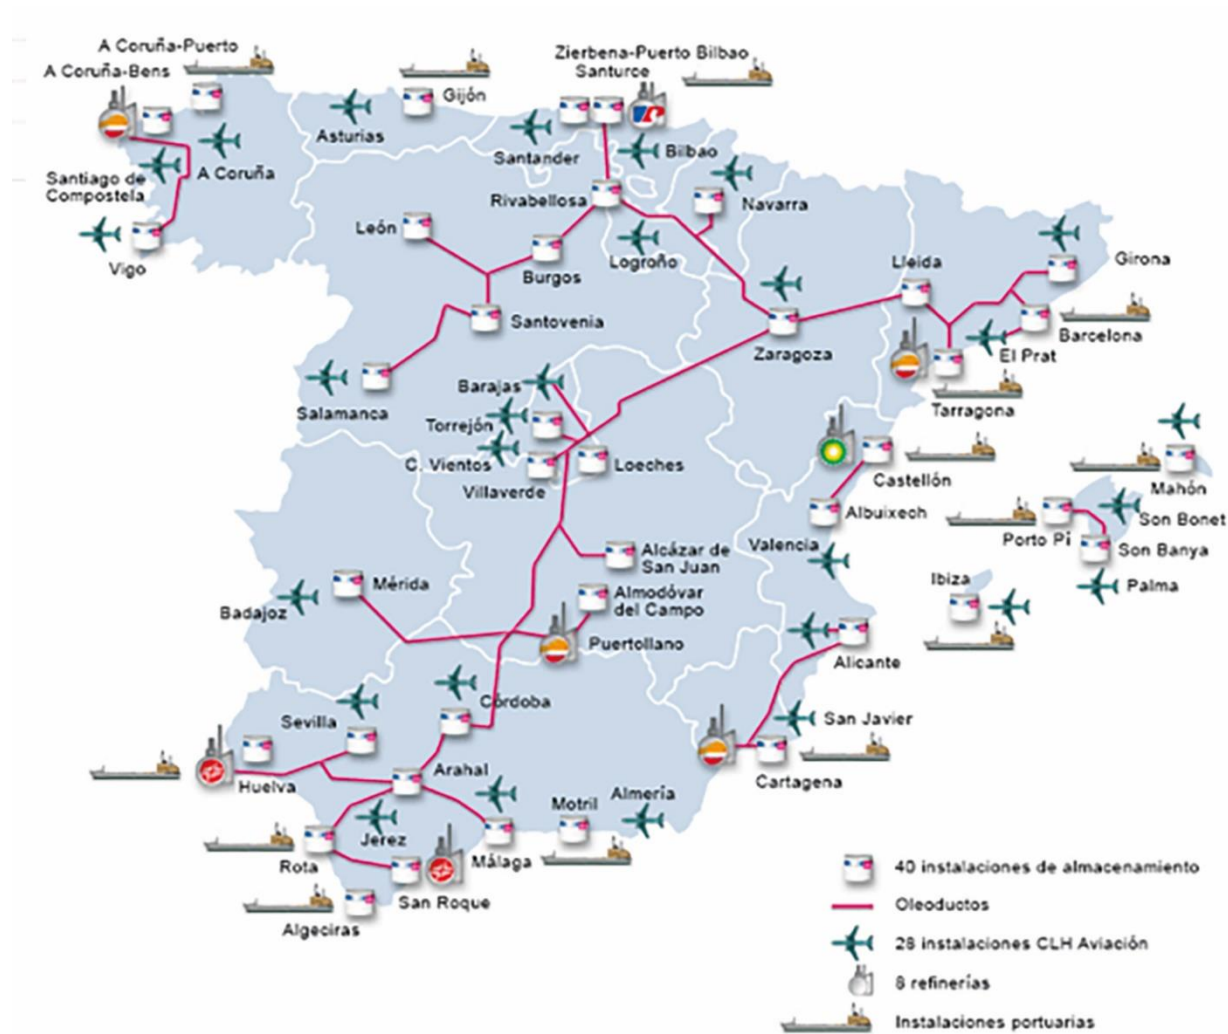 A Coruña-Puerto
A Coruña-Bens
Gijón
Zierbena-Puerto Bilbao
Santurce
Asturias
Santander
Bilbao
Santiago de
Compostela
A Coruña
Rivabellosa
Navarra
León
Vigo
Burgos
Logroño
Lleida
Girona
Santovenia
Zaragoza
Barcelona
El Prat
Barajas
Salamanca
Torrejón
Tarragona
C. Vientos
Loeches
Villaverde
Castellón
Mahón
Albuixech
Son Bonet
Porto Pi
Son Banya
Valencia
Alcázar de
San Juan
Mérida
Ibiza
Palma
Badajoz
Almodóvar
del Campo
Puertollano
Alicante
Córdoba
Sevilla
San Javier
Huelva
Arahal
Cartagena
Almería
Motril
Jerez
Rota
Málaga
San Roque
Algeciras
40 instalaciones de almacenamiento
Oleoductos
28 instalaciones CLH Aviación
8 refinerías
Instalaciones portuarias